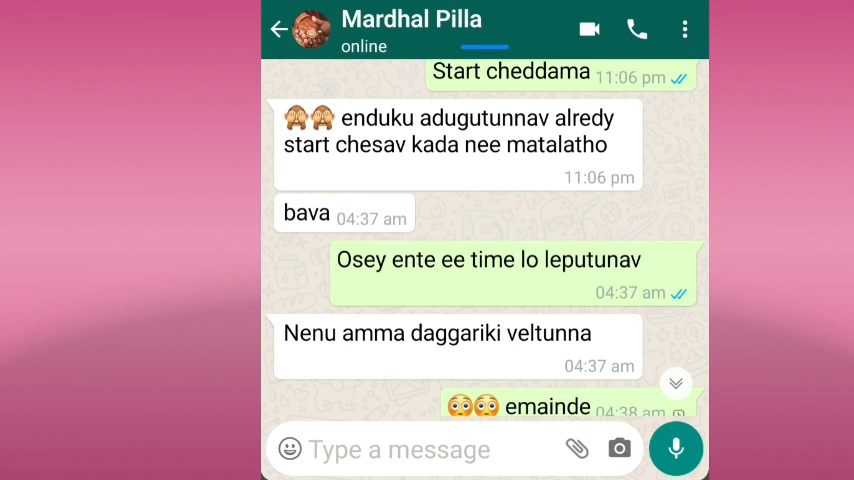 Mardhal Pilla
online
Start cheddama 11:06 pm
🙈🙈 enduku adugutunnav alredy
start chesav kada nee matalatho
11:06 pm
bava 04:37 am
Osey ente ee time lo leputunav
04:37 am
Nenu amma daggariki veltunna
04:37 am
😳😳 emainde 04:38 am
Type a message